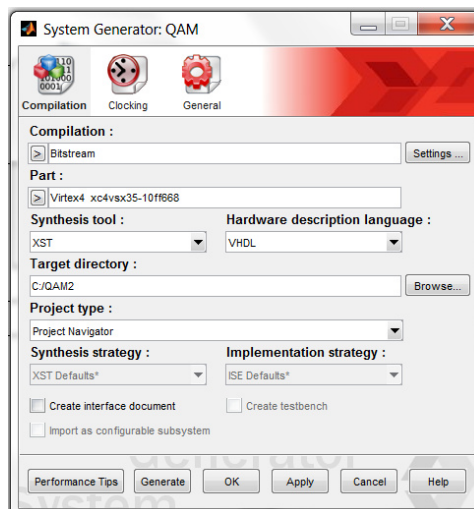 System Generator: QAM
Compilation Clocking General
Compilation :
> Bitstream Settings ...
Part :
> Virtex4 xc4vsx35-10ff668
Synthesis tool : Hardware description language :
XST VHDL
Target directory :
C:/QAM2 Browse...
Project type :
Project Navigator
Synthesis strategy : Implementation strategy :
XST Defaults* ISE Defaults*
Create interface document Create testbench
Import as configurable subsystem
Performance Tips Generate OK Apply Cancel Help
System Generator